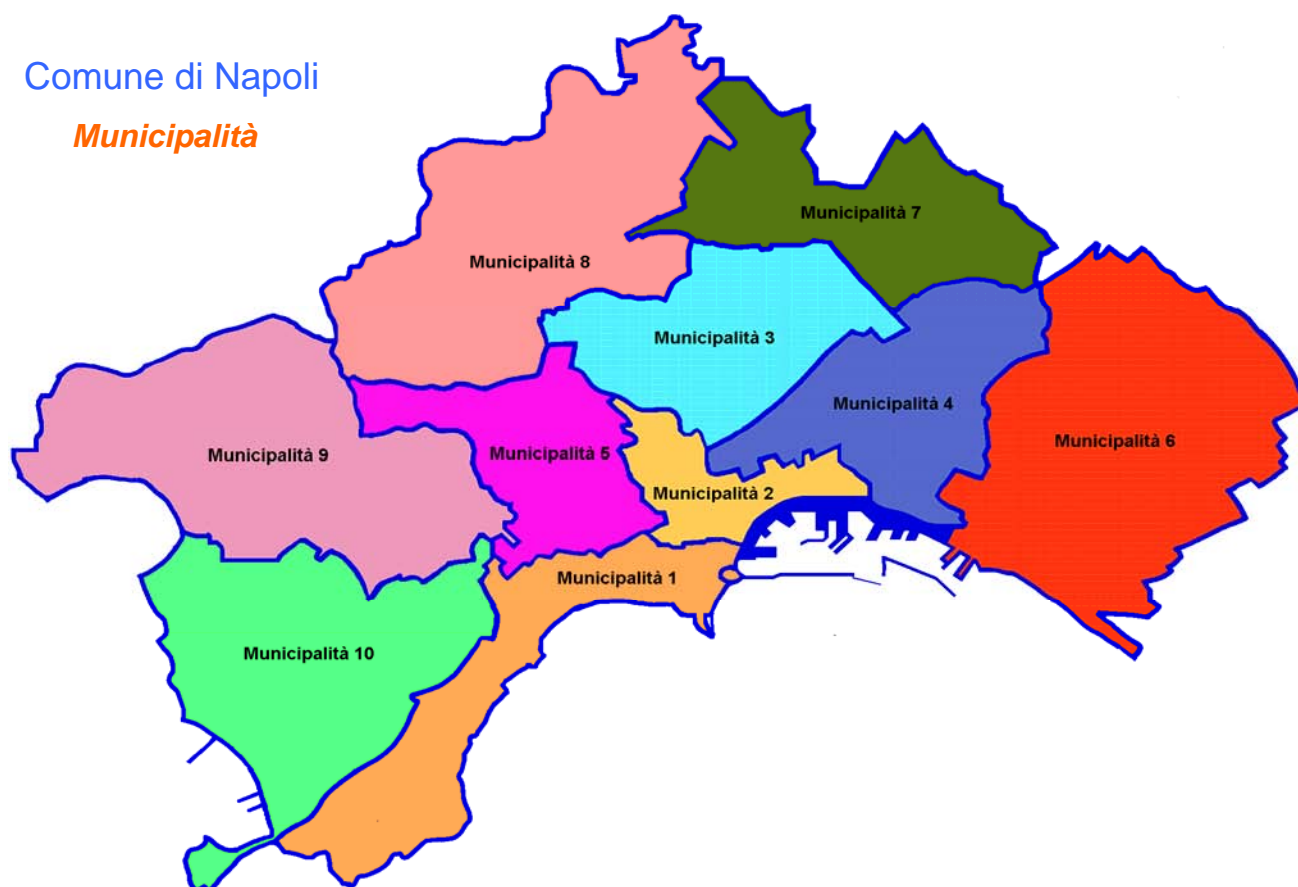 Comune di Napoli
Municipalità
Municipalità 7
Municipalità 8
Municipalità 3
Municipalità 4
Municipalità 6
Municipalità 9
Municipalità 5
Municipalità 2
Municipalità 1
Municipalità 10